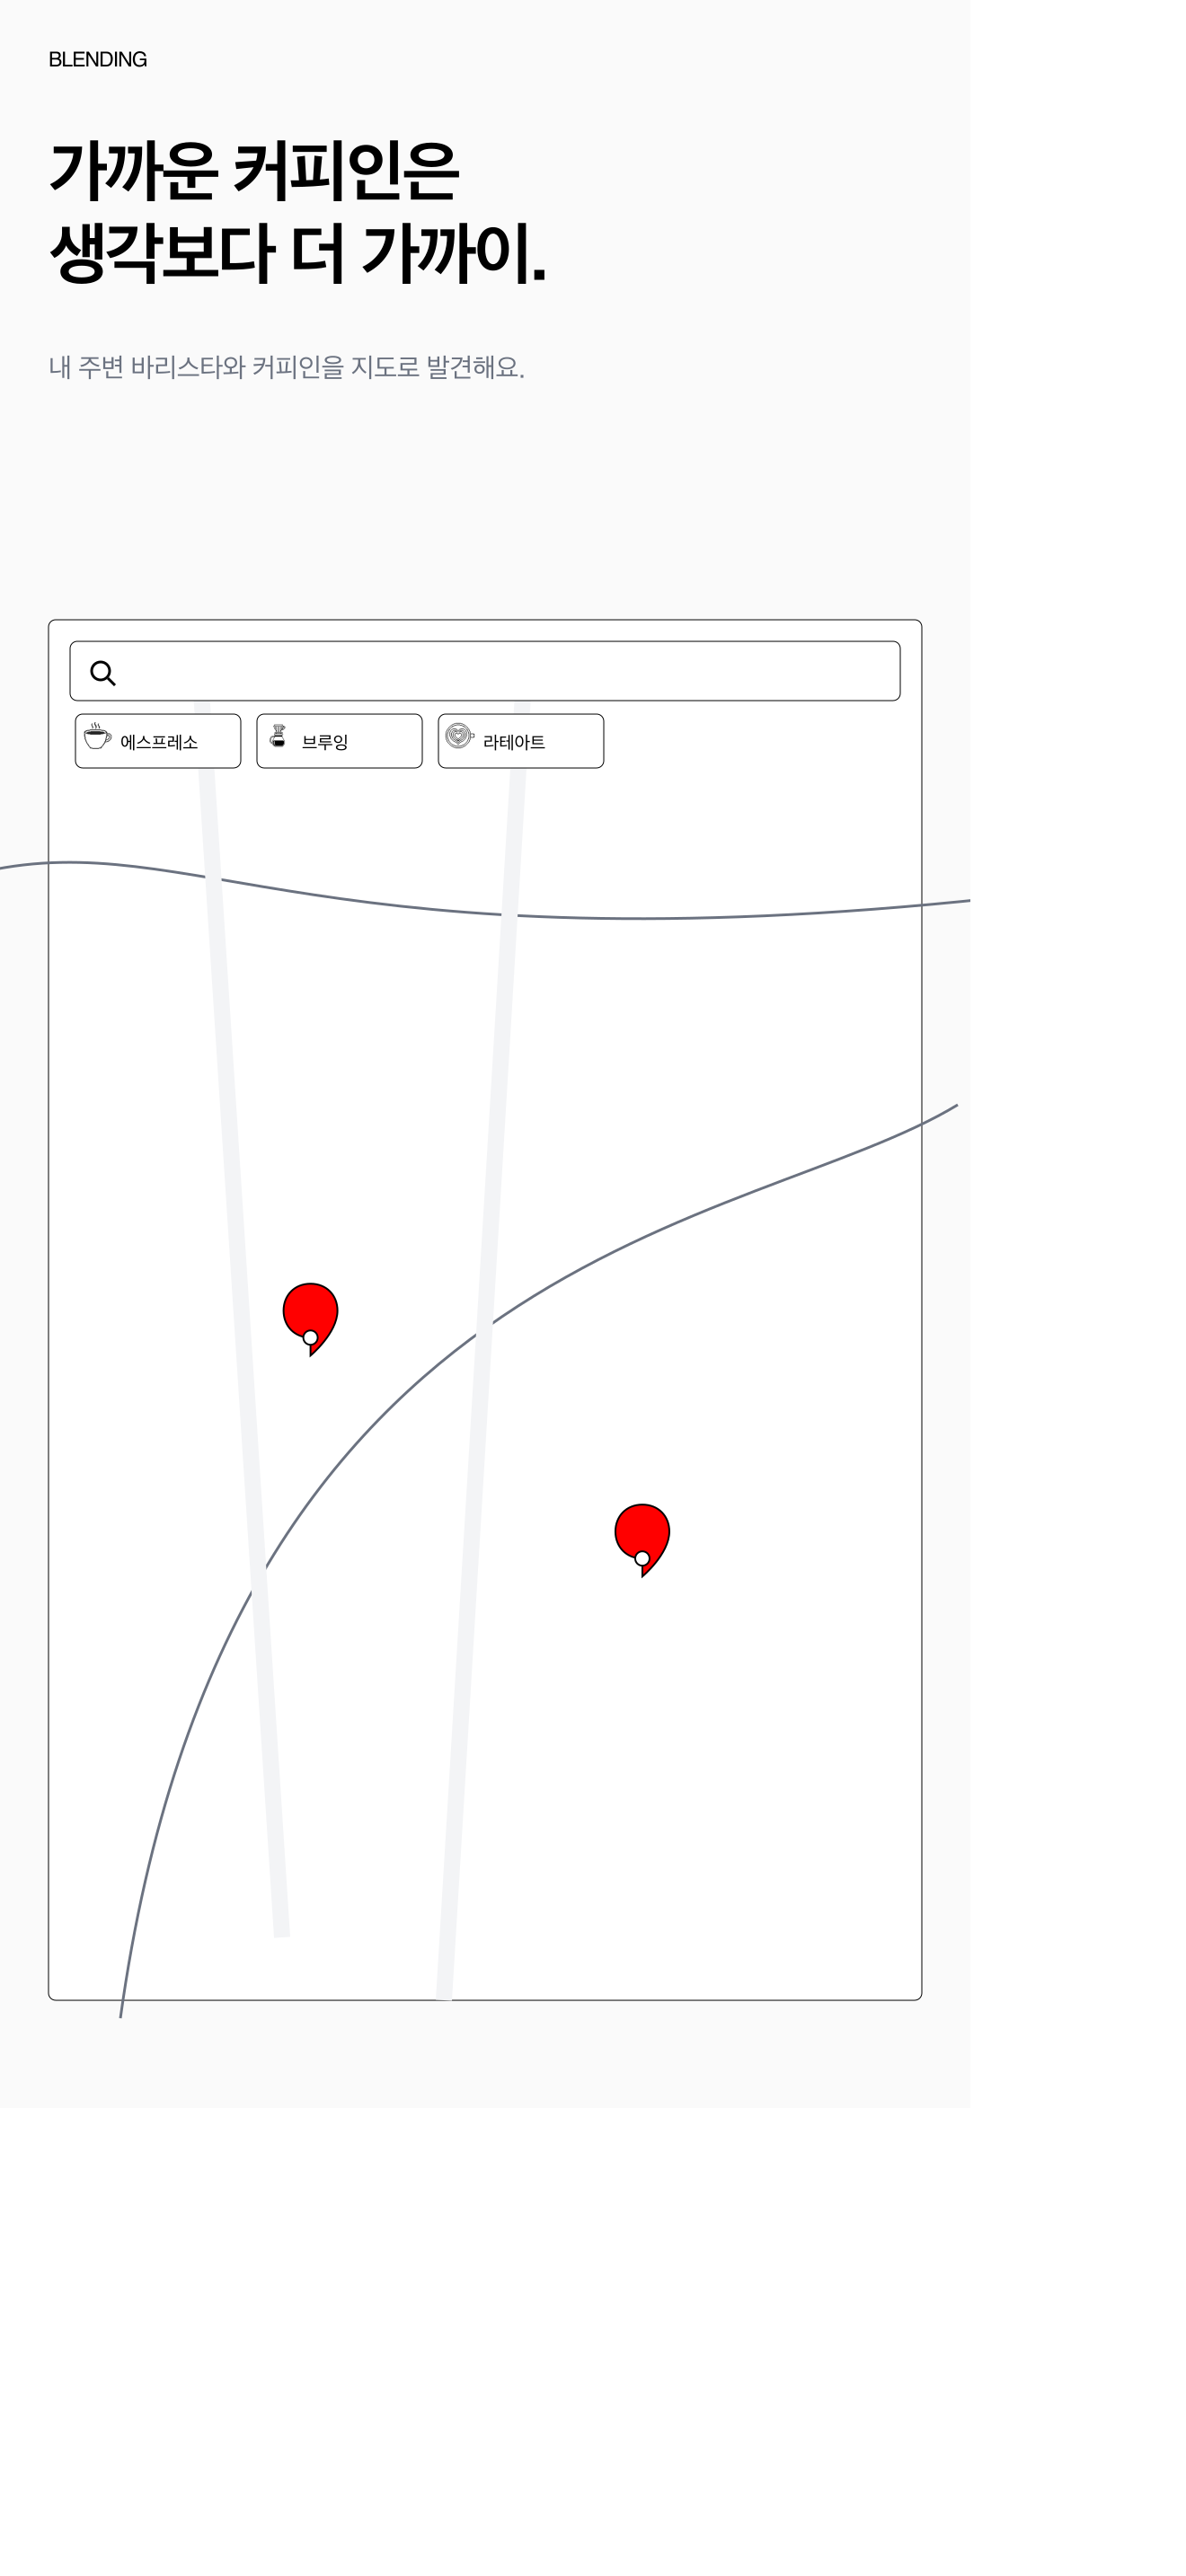 BLENDING
가까운 커피인은
생각보다 더 가까이.
내 주변 바리스타와 커피인을 지도로 발견해요.
에스프레소
브루잉
라테아트